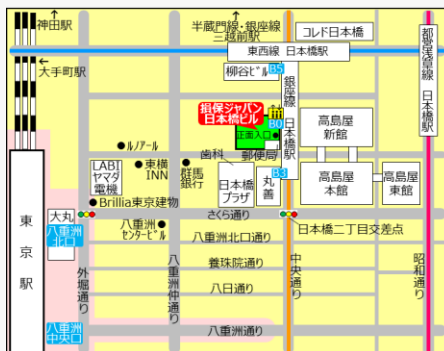 神田駅
半蔵門線・銀座線
三越前駅
コレド日本橋
東西線 日本橋駅
大手町駅
柳谷ビル
B5
都営浅草線 日本橋駅
銀座線 日本橋駅
損保ジャパン
日本橋ビル
B0
正面入口
高島屋
新館
ルノアール
歯科
郵便局
LABI
ヤマダ
電機
東横
INN
群馬
銀行
日本橋
プラザ
丸善
B3
高島屋
本館
高島屋
東館
Brillia東京建物
東京駅
大丸
さくら通り
八重洲
北口
八重洲
センタービル
八重洲北口通り
日本橋二丁目交差点
外堀通り
八重洲仲通り
養珠院通り
中央通り
昭和通り
八日通り
八重洲
中央口
八重洲通り